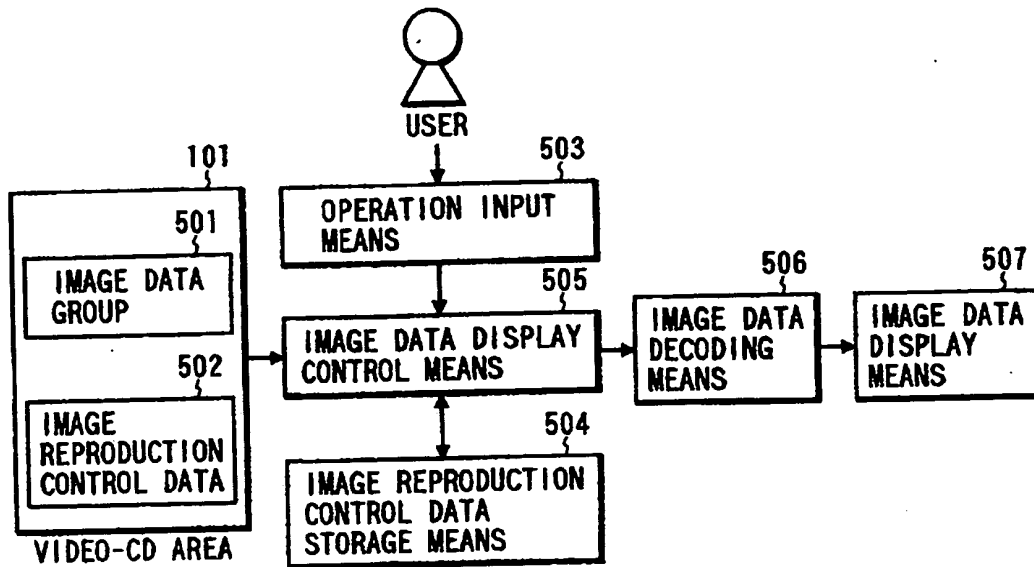 USER
101
503
OPERATION INPUT
MEANS
501
IMAGE DATA
GROUP
505
506
507
IMAGE DATA DISPLAY
CONTROL MEANS
IMAGE DATA
DECODING
MEANS
IMAGE DATA
DISPLAY
MEANS
502
IMAGE
REPRODUCTION
CONTROL DATA
504
IMAGE REPRODUCTION
CONTROL DATA
STORAGE MEANS
VIDEO-CD AREA